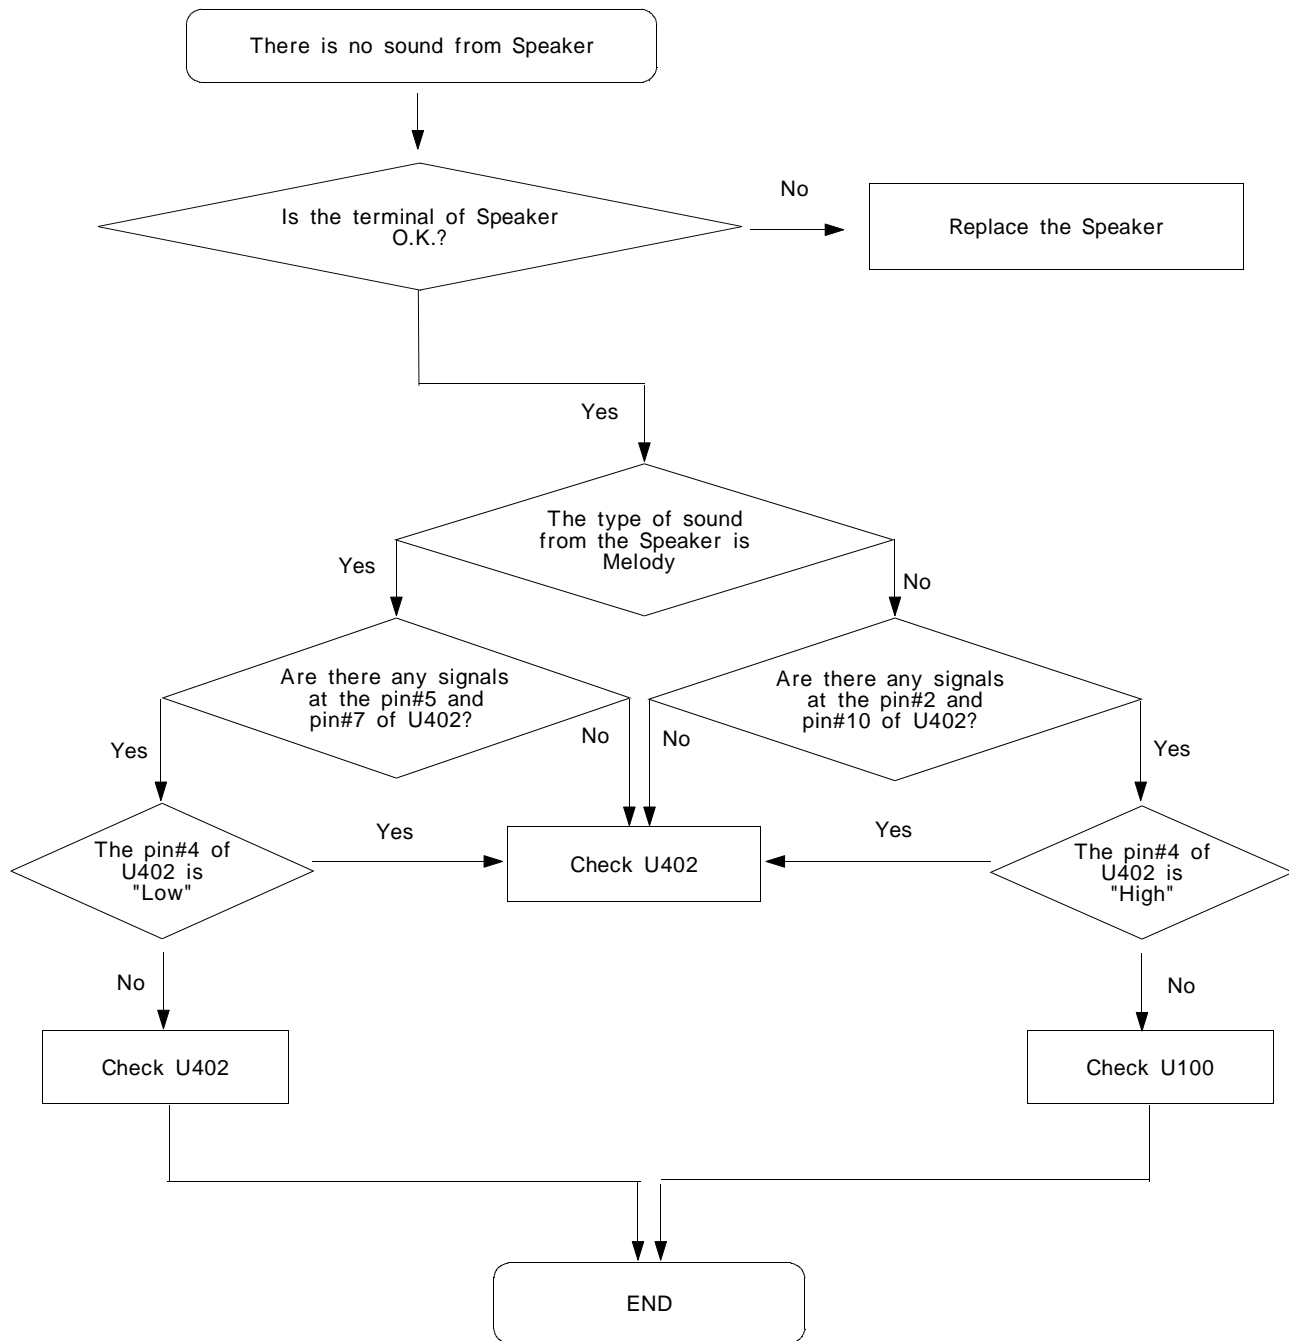 There is no sound from Speaker
Is the terminal of Speaker
O.K.?
No
Replace the Speaker
Yes
The type of sound
from the Speaker is
Melody
Yes
No
Are there any signals
at the pin#5 and
pin#7 of U402?
Are there any signals
at the pin#2 and
pin#10 of U402?
Yes
No
No
Yes
The pin#4 of
U402 is
"Low"
Yes
Check U402
Yes
The pin#4 of
U402 is
"High"
No
No
Check U402
Check U100
END